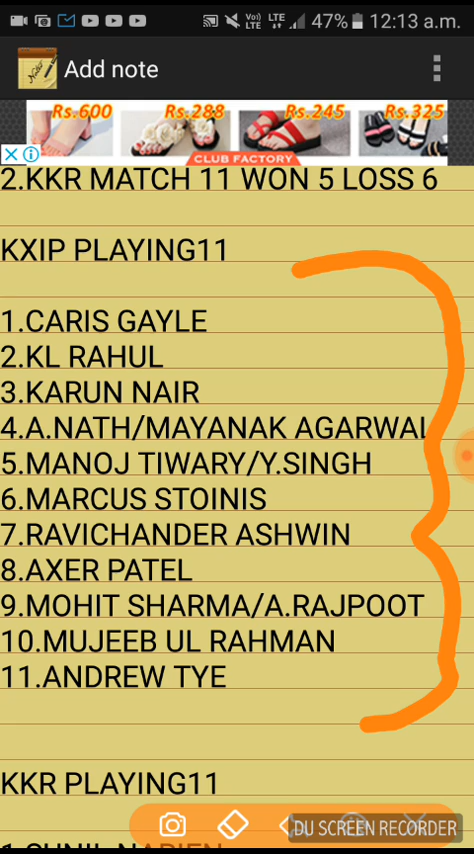 47% 12:13 a.m.
Add note
Rs.600 Rs.288 Rs.245 Rs.325
CLUB FACTORY
2.KKR MATCH 11 WON 5 LOSS 6
KXIP PLAYING11
1.CARIS GAYLE
2.KL RAHUL
3.KARUN NAIR
4.A.NATH/MAYANAK AGARWAL
5.MANOJ TIWARY/Y.SINGH
6.MARCUS STOINIS
7.RAVICHANDER ASHWIN
8.AXER PATEL
9.MOHIT SHARMA/A.RAJPOOT
10.MUJEEB UL RAHMAN
11.ANDREW TYE
KKR PLAYING11
DU SCREEN RECORDER